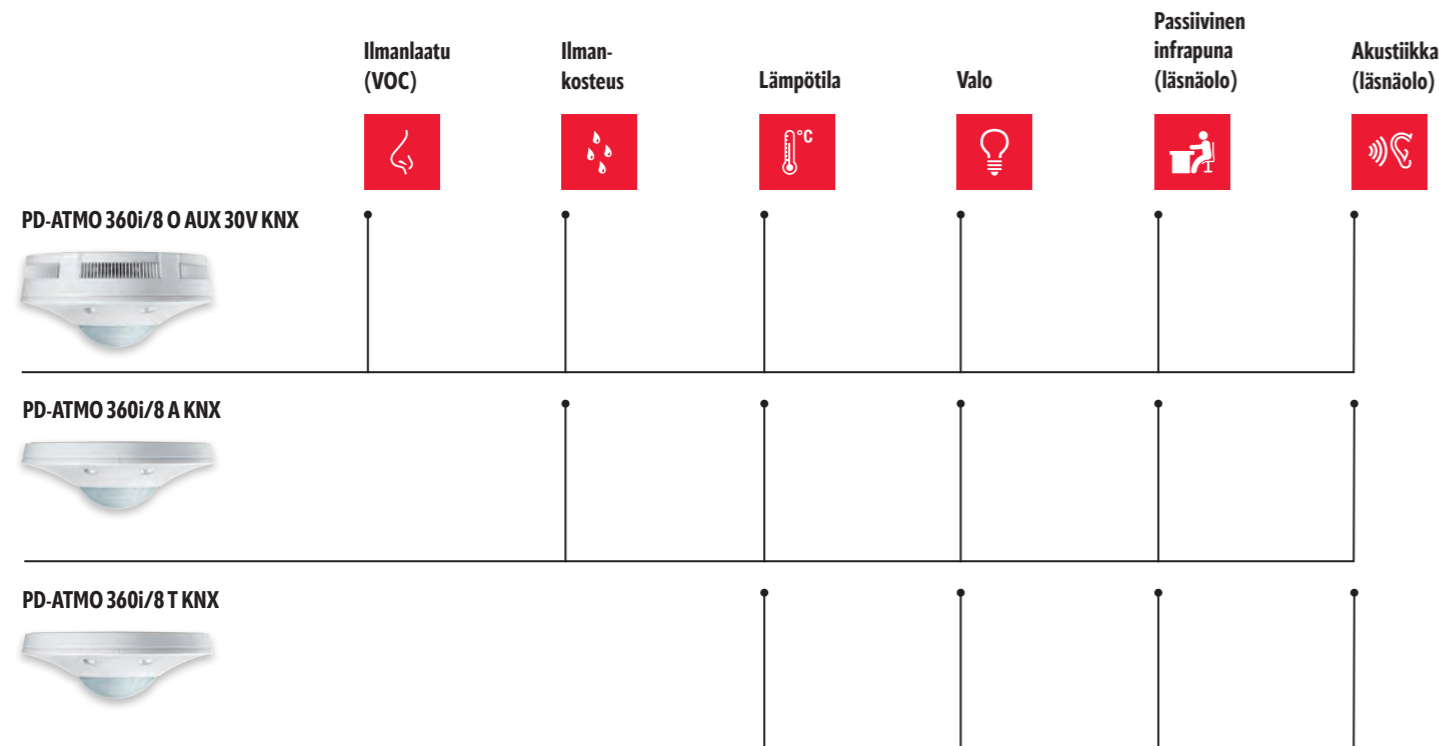 Ilmanlaatu
(VOC)
Ilman-
kosteus
Lämpötila
Valo
Passiivinen
infrapuna
(läsnäolo)
Akustiikka
(läsnäolo)
°C
PD-ATMO 360i/8 O AUX 30V KNX
PD-ATMO 360i/8 A KNX
PD-ATMO 360i/8 T KNX